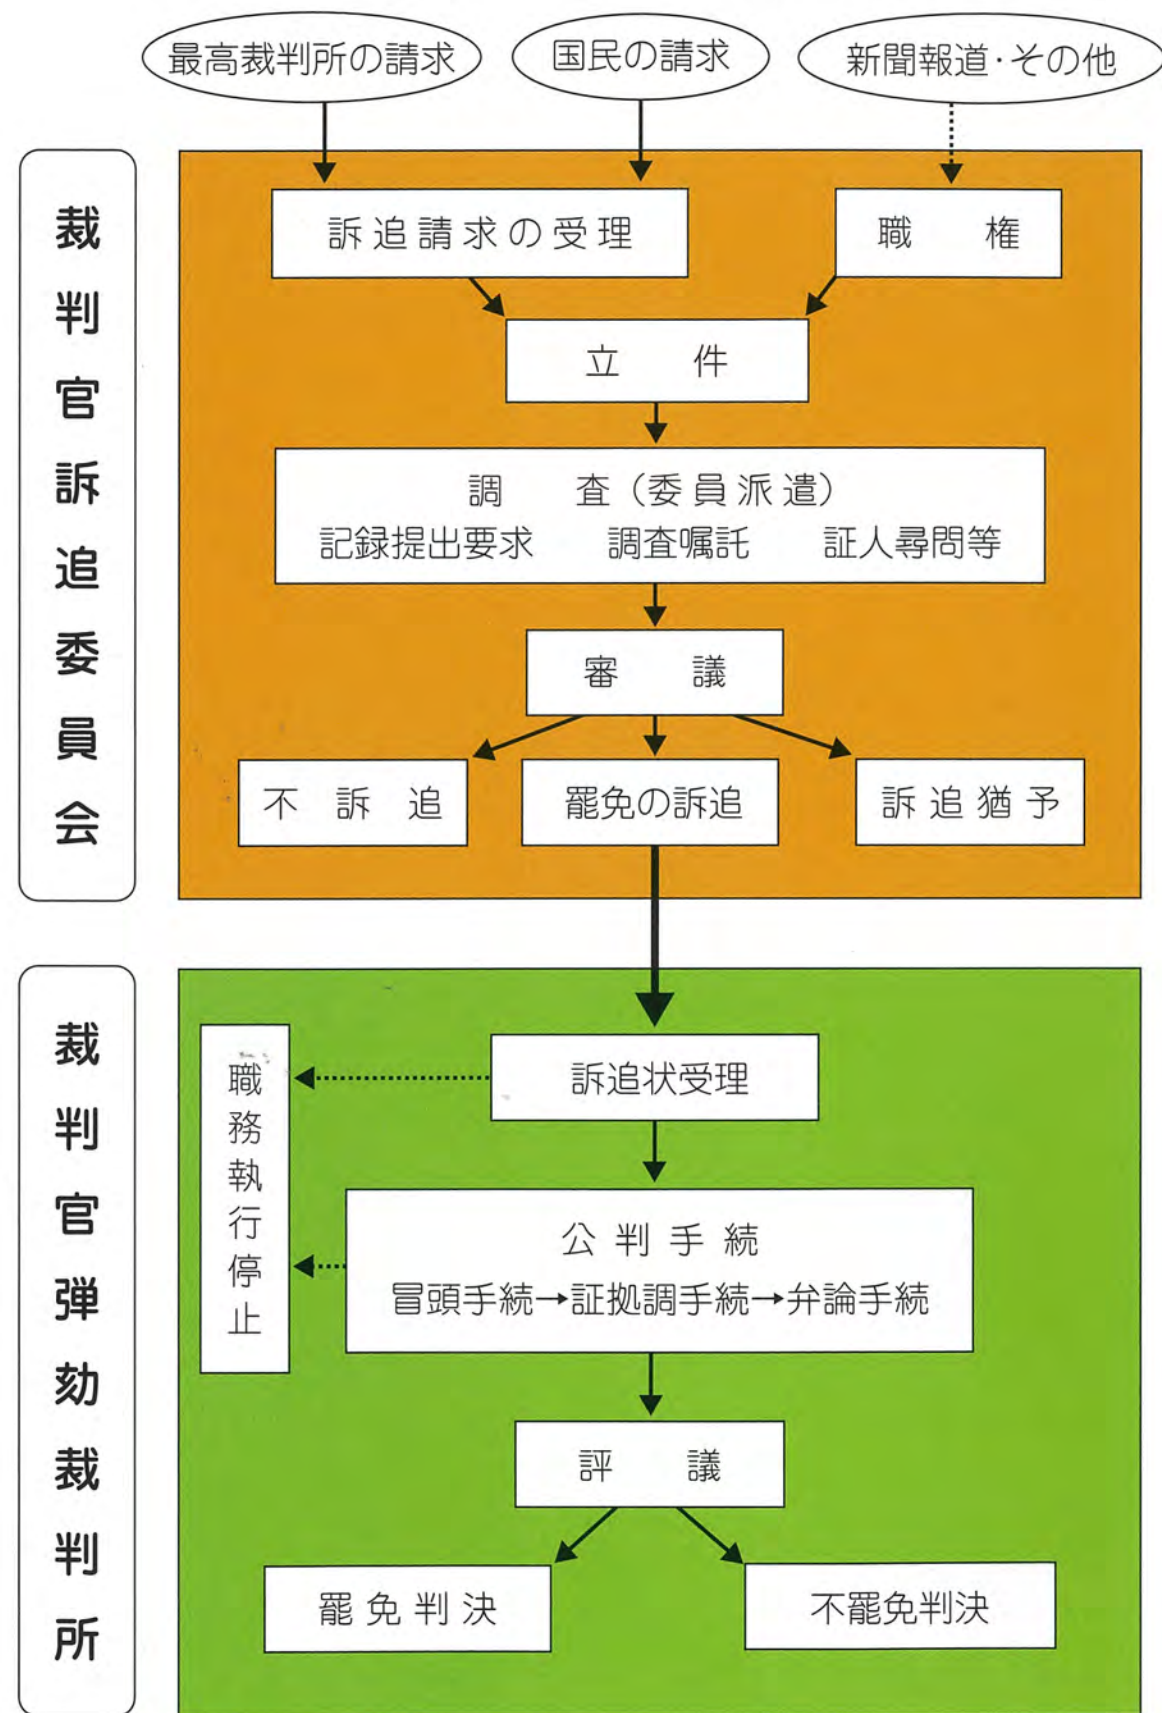 最高裁判所の請求
国民の請求
新聞報道・その他
裁判官訴追委員会
訴追請求の受理
職権
立件
調査（委員派遣）
記録提出要求 調査嘱託 証人尋問等
審議
不訴追
罷免の訴追
訴追猶予
裁判官弾劾裁判所
訴追状受理
職務執行停止
公判手続
冒頭手続→証拠調手続→弁論手続
評議
罷免判決
不罷免判決